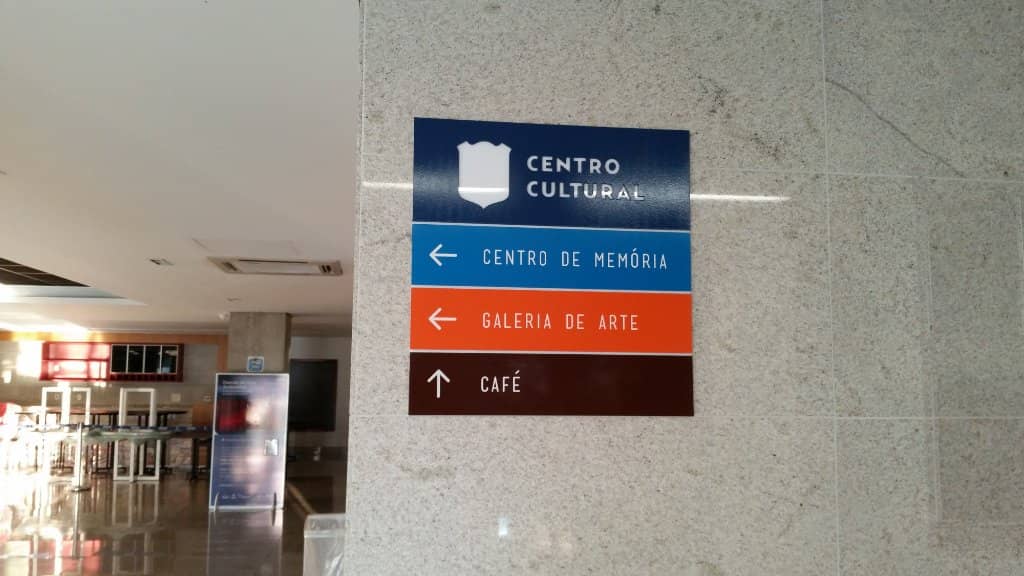 CENTRO
CULTURAL
← CENTRO DE MEMÓRIA
← GALERIA DE ARTE
↑ CAFÉ